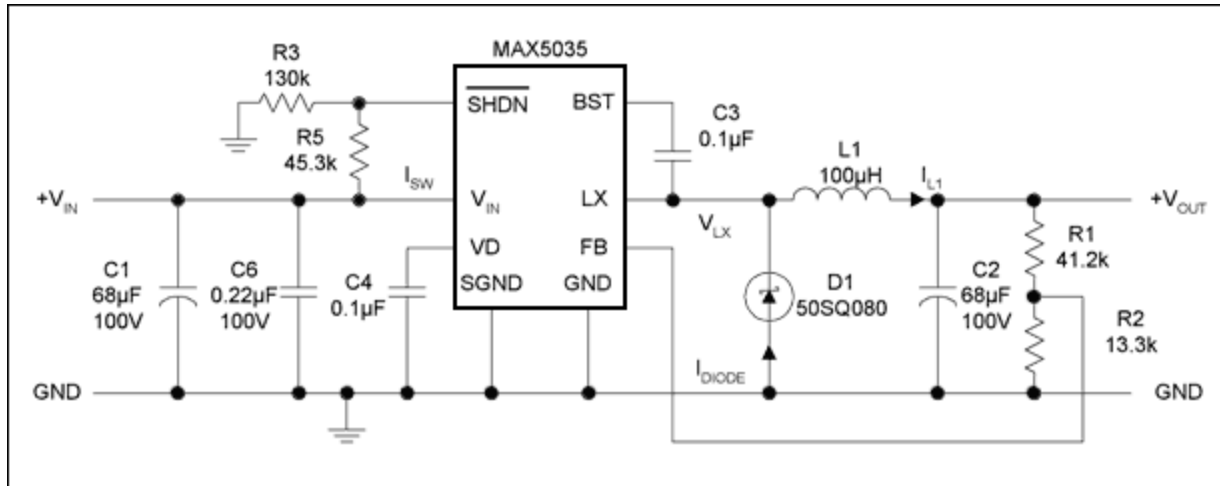 MAX5035
R3
130k
SHDN
BST
C3
0.1µF
R5
45.3k
L1
100µH
I_L1
I_SW
+V_IN
V_IN
LX
+V_OUT
V_LX
R1
41.2k
VD
FB
C1
68µF
100V
C6
0.22µF
100V
C4
0.1µF
SGND
GND
D1
50SQ080
C2
68µF
100V
R2
13.3k
I_DIODE
GND
GND